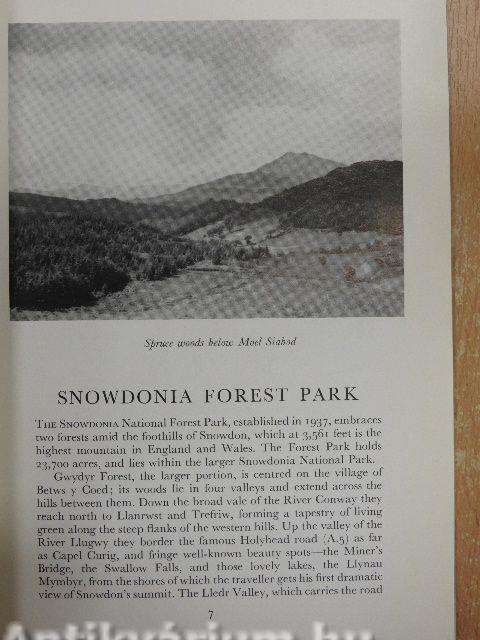 Spruce woods below Moel Siabod
SNOWDONIA FOREST PARK
THE SNOWDONIA National Forest Park, established in 1937, embraces
two forests amid the foothills of Snowdon, which at 3,561 feet is the
highest mountain in England and Wales. The Forest Park holds
23,700 acres, and lies within the larger Snowdonia National Park.
Gwydyr Forest, the larger portion, is centred on the village of
Betws y Coed; its woods lie in four valleys and extend across the
hills between them. Down the broad vale of the River Conway they
reach north to Llanrwst and Trefriw, forming a tapestry of living
green along the steep flanks of the western hills. Up the valley of the
River Llugwy they border the famous Holyhead road (A.5) as far
as Capel Curig, and fringe well-known beauty spots—the Miner's
Bridge, the Swallow Falls, and those lovely lakes, the Llynau
Mymbyr, from the shores of which the traveller gets his first dramatic
view of Snowdon's summit. The Lledr Valley, which carries the road
7
Antikvárium.hu